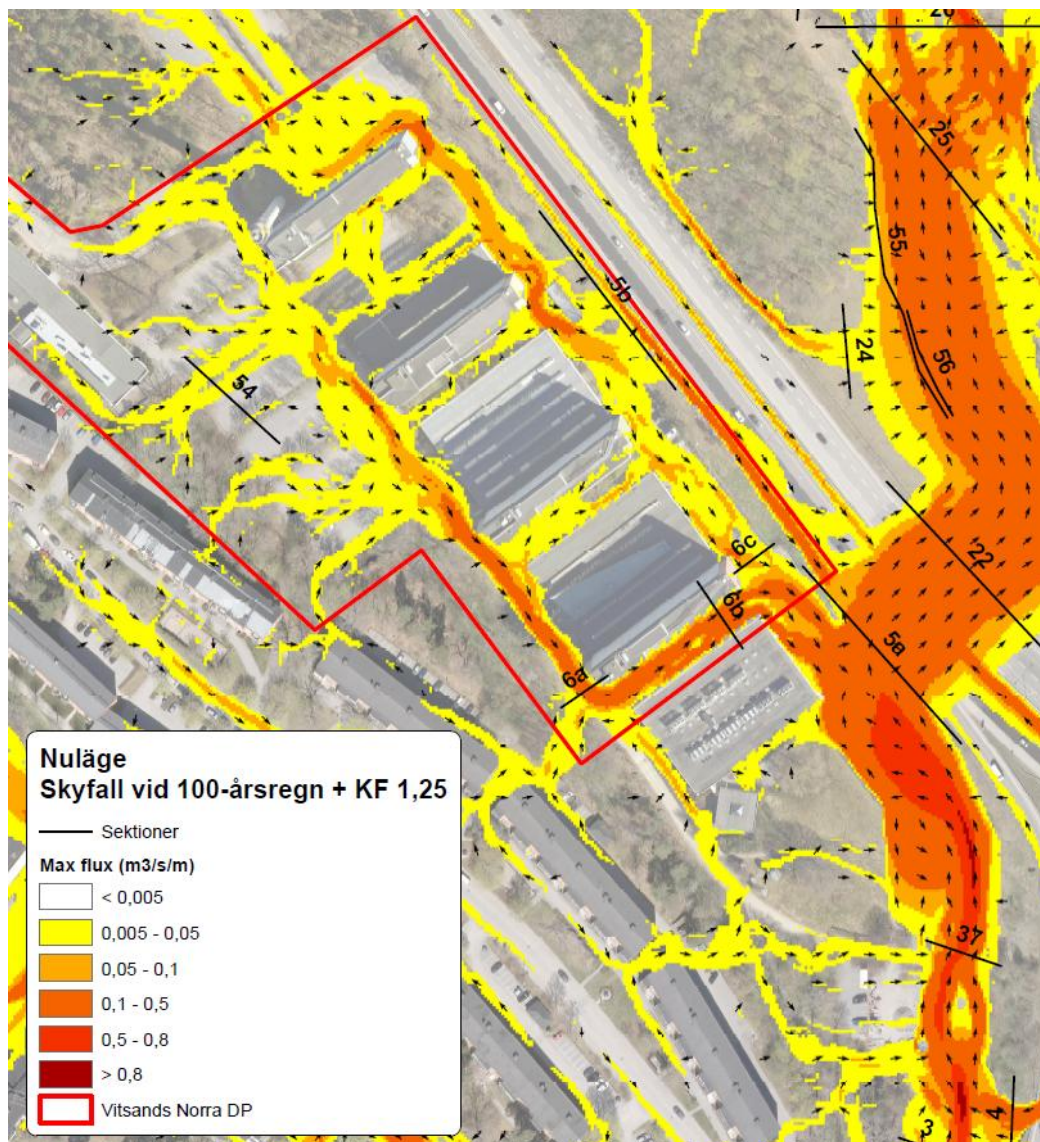 26
25
55
5b
56
24
54
22
6c
6b
5a
6a
37
4
3
Nuläge
Skyfall vid 100-årsregn + KF 1,25
Sektioner
Max flux (m3/s/m)
< 0,005
0,005 - 0,05
0,05 - 0,1
0,1 - 0,5
0,5 - 0,8
> 0,8
Vitsands Norra DP